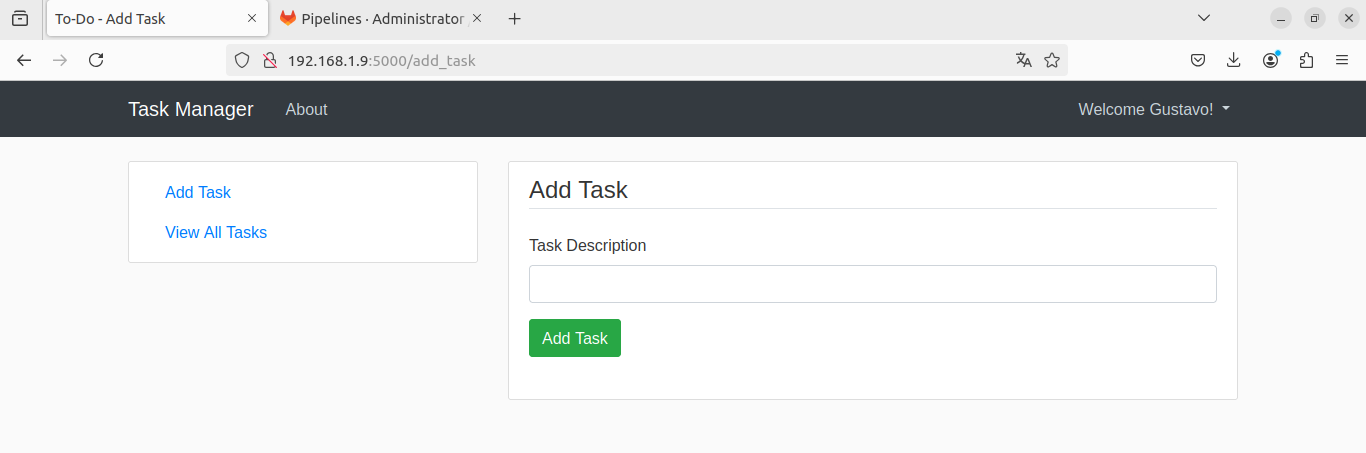 To-Do - Add Task
Pipelines · Administrator
192.168.1.9:5000/add_task
Task Manager
About
Welcome Gustavo!
Add Task
View All Tasks
Add Task
Task Description
Add Task